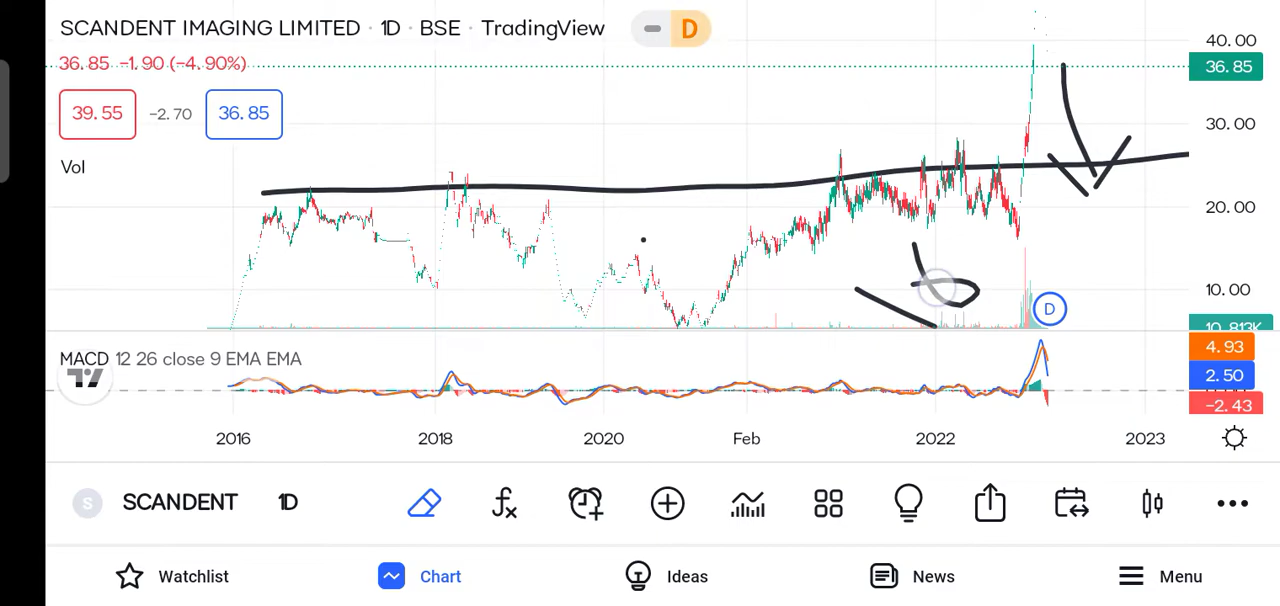 SCANDENT IMAGING LIMITED · 1D · BSE · TradingView D
36.85 −1.90 (−4.90%)
39.55 −2.70 36.85
Vol
40.00
36.85
30.00
20.00
10.00
D
MACD 12 26 close 9 EMA EMA
4.93
2.50
−2.43
2016 2018 2020 Feb 2022 2023
S SCANDENT 1D
Watchlist Chart Ideas News Menu